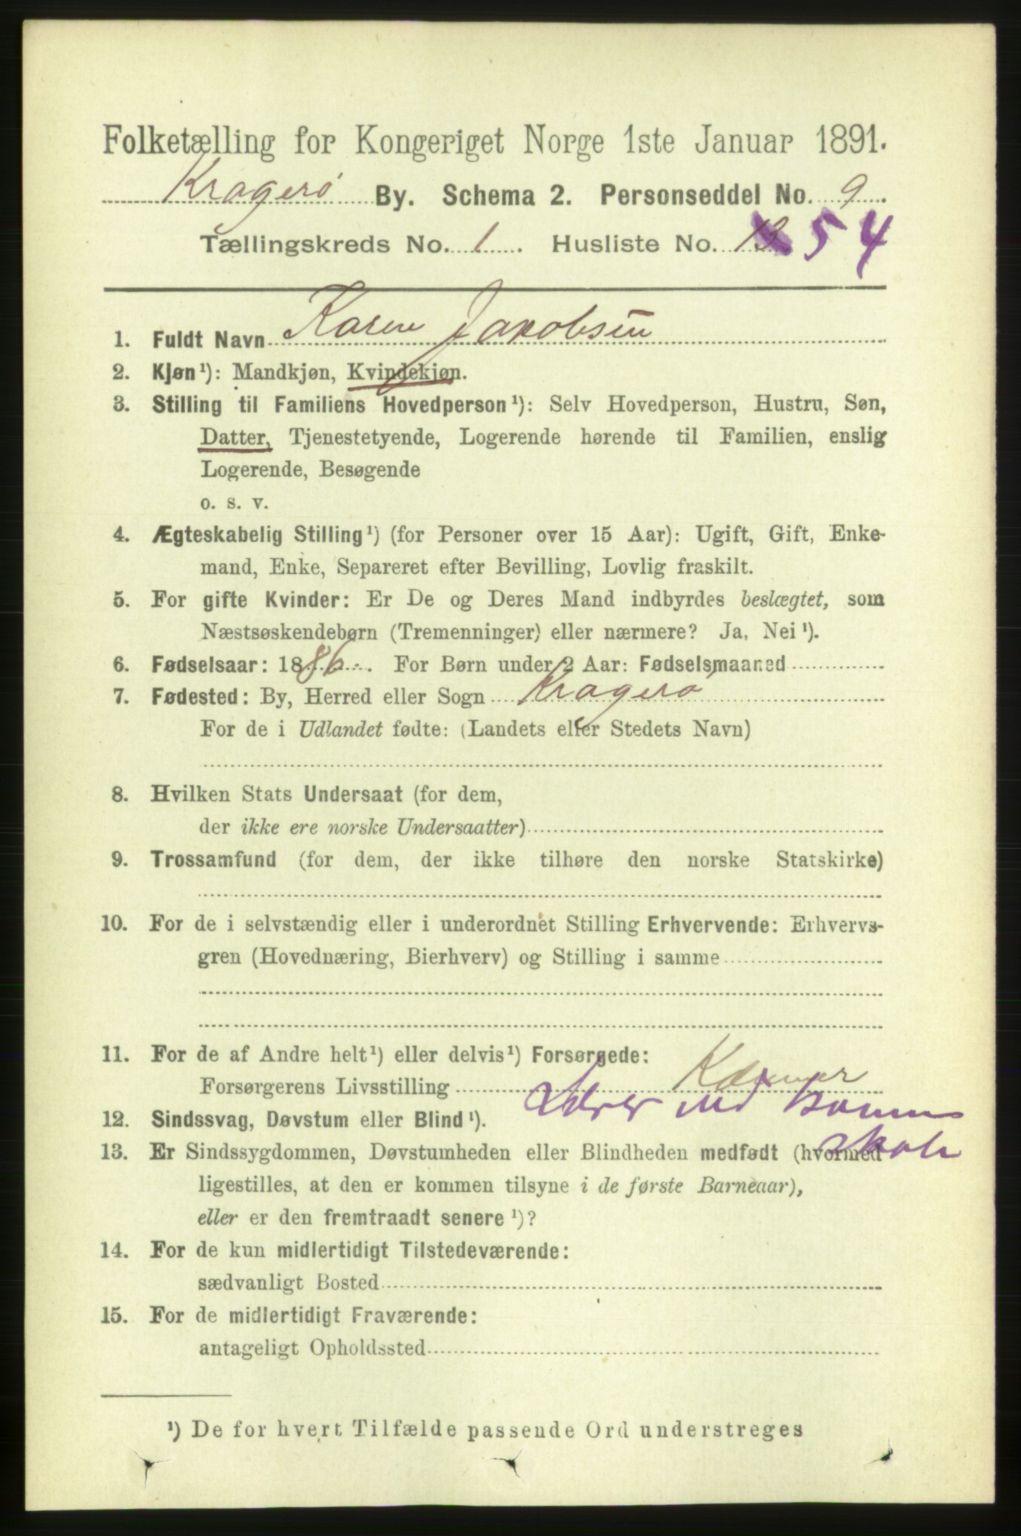 Folketælling for Kongeriget Norge 1ste Januar 1891.
Kragerø By. Schema 2. Personseddel No. 9
Tællingskreds No. 1. Husliste No. 13 54
1. Fuldt Navn Karen Jakobsen
2. Kjøn¹): Mandkjøn, Kvindekjøn.
3. Stilling til Familiens Hovedperson¹): Selv Hovedperson, Hustru, Søn,
Datter, Tjenestetyende, Logerende hørende til Familien, enslig
Logerende, Besøgende
o. s. v.
4. Ægteskabelig Stilling¹) (for Personer over 15 Aar): Ugift, Gift, Enke-
mand, Enke, Separeret efter Bevilling, Lovlig fraskilt.
5. For gifte Kvinder: Er De og Deres Mand indbyrdes beslægtet, som
Næstsøskendebørn (Tremenninger) eller nærmere? Ja, Nei¹).
6. Fødselsaar: 1886. For Børn under 2 Aar: Fødselsmaaned
7. Fødested: By, Herred eller Sogn Kragerø
For de i Udlandet fødte: (Landets eller Stedets Navn)
8. Hvilken Stats Undersaat (for dem,
der ikke ere norske Undersaatter)
9. Trossamfund (for dem, der ikke tilhøre den norske Statskirke)
10. For de i selvstændig eller i underordnet Stilling Erhvervende: Erhvervs-
gren (Hovednæring, Bierhverv) og Stilling i samme
11. For de af Andre helt¹) eller delvis¹) Forsørgede:
Forsørgerens Livsstilling Kæmner
Lærer ved
12. Sindssvag, Døvstum eller Blind¹).
skole
13. Er Sindssygdommen, Døvstumheden eller Blindheden medfødt (hvormed
ligestilles, at den er kommen tilsyne i de første Barneaar),
eller er den fremtraadt senere¹)?
14. For de kun midlertidigt Tilstedeværende:
sædvanligt Bosted
15. For de midlertidigt Fraværende:
antageligt Opholdssted
¹) De for hvert Tilfælde passende Ord understreges